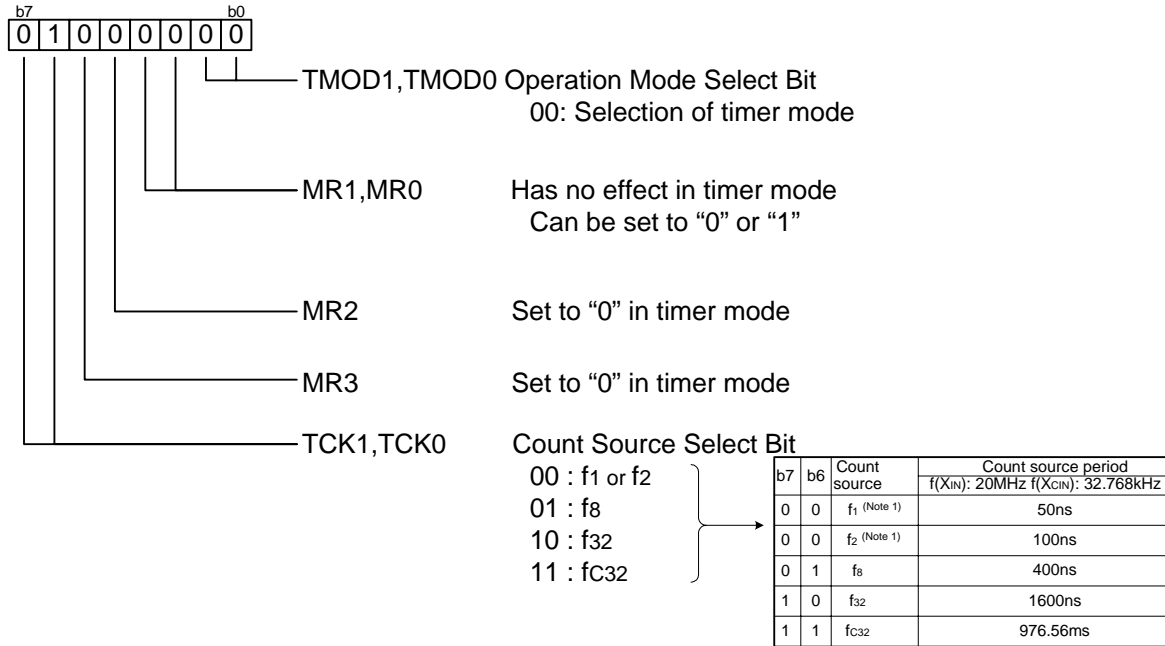 b7 b0
0 1 0 0 0 0 0 0
TMOD1,TMOD0 Operation Mode Select Bit
00: Selection of timer mode
MR1,MR0 Has no effect in timer mode
Can be set to “0” or “1”
MR2 Set to “0” in timer mode
MR3 Set to “0” in timer mode
TCK1,TCK0 Count Source Select Bit
00 : f1 or f2
01 : f8
10 : f32
11 : fC32
b7 b6 Count source Count source period
f(XIN): 20MHz f(XCIN): 32.768kHz
0 0 f1 (Note 1) 50ns
0 0 f2 (Note 1) 100ns
0 1 f8 400ns
1 0 f32 1600ns
1 1 fC32 976.56ms